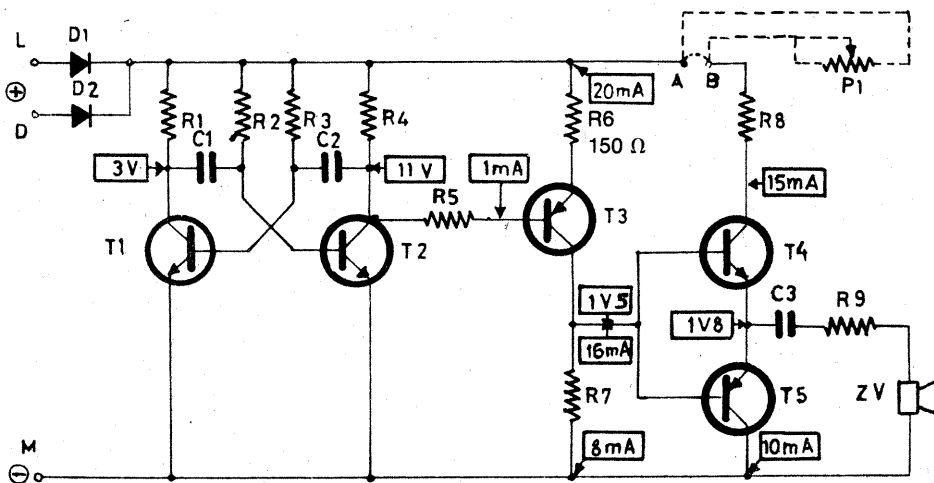 L
D1
⊕
D2
D
R1
R2
R3
R4
C1
C2
3V
11V
1mA
R5
T1
T2
20mA
R6
150 Ω
T3
A
B
P1
R8
15mA
T4
1V5
16mA
1V8
C3
R9
R7
T5
ZV
M
⊖
8mA
10mA